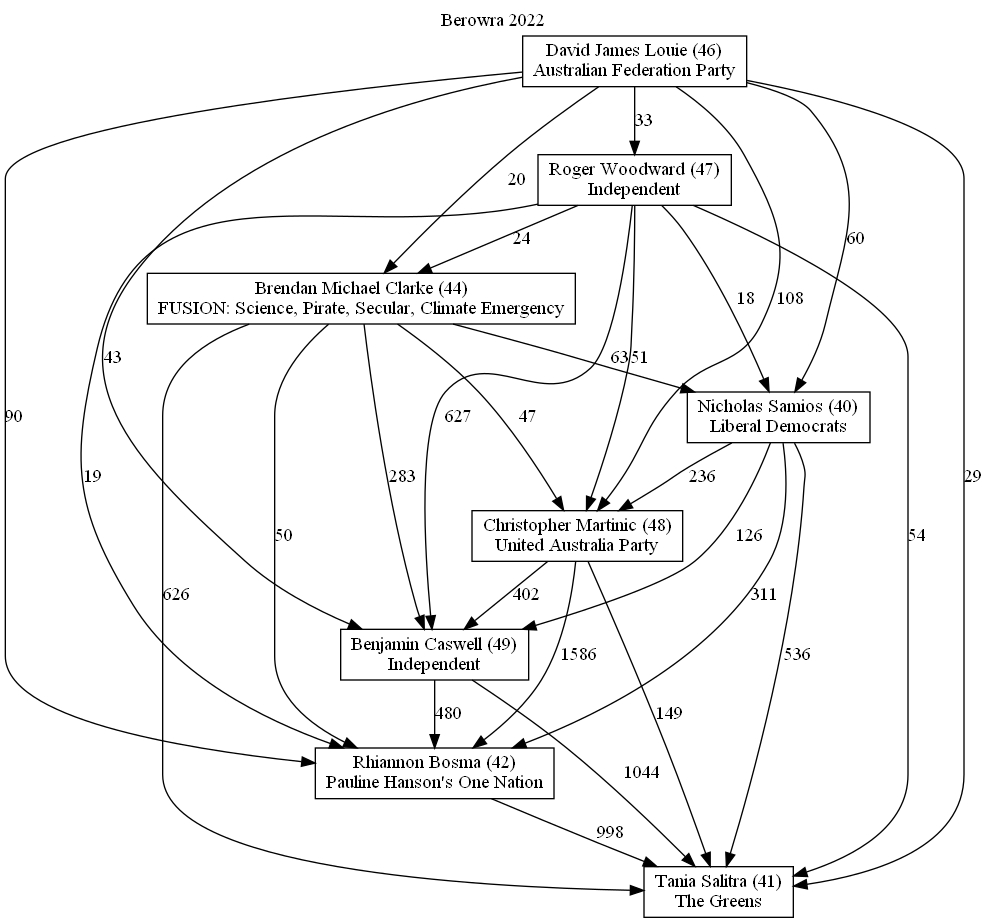 Berowra 2022
David James Louie (46)
Australian Federation Party
33
Roger Woodward (47)
Independent
20
24
60
Brendan Michael Clarke (44)
FUSION: Science, Pirate, Secular, Climate Emergency
18
108
43
63
51
Nicholas Samios (40)
Liberal Democrats
90
627
47
19
283
236
29
Christopher Martinic (48)
United Australia Party
50
126
54
626
402
311
Benjamin Caswell (49)
Independent
1586
536
480
149
Rhiannon Bosma (42)
Pauline Hanson's One Nation
1044
998
Tania Salitra (41)
The Greens